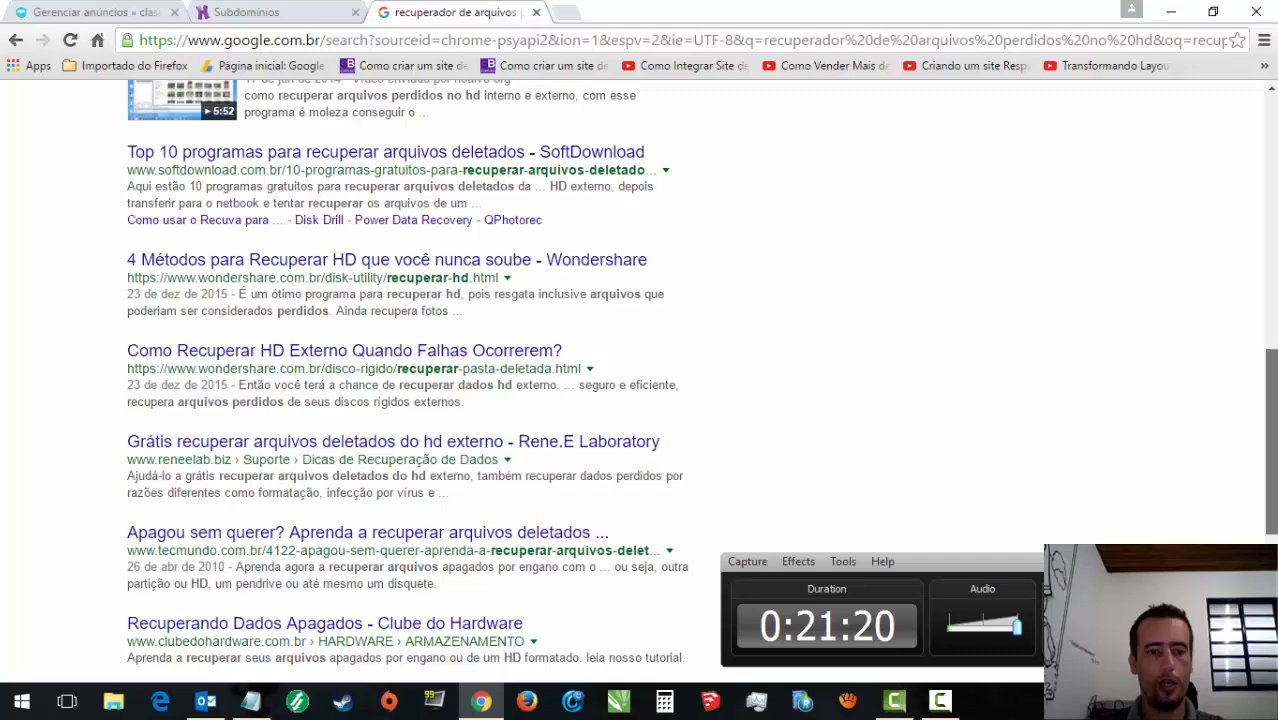 Gerenciar anúncios « clas
Subdomínios
recuperador de arquivos p
https://www.google.com.br/search?sourceid=chrome-psyapi2&ion=1&espv=2&ie=UTF-8&q=recuperador%20de%20arquivos%20perdidos%20no%20hd&oq=recup
Apps
Importado do Firefox
Página inicial: Google
Como criar um site de
Como criar um site de
Como Integrar Site de
Como Vender Mais de
Criando um site Resp
Transformando Layou
»
5:52
como recuperar arquivos perdidos no hd interno e externo, com esse
programa é moleza conseguir o ...
Top 10 programas para recuperar arquivos deletados - SoftDownload
www.softdownload.com.br/10-programas-gratuitos-para-recuperar-arquivos-deletado...
Aqui estão 10 programas gratuitos para recuperar arquivos deletados da ... HD externo, depois
transferir para o netbook e tentar recuperar os arquivos de um ...
Como usar o Recuva para ... - Disk Drill - Power Data Recovery - QPhotorec
4 Métodos para Recuperar HD que você nunca soube - Wondershare
https://www.wondershare.com.br/disk-utility/recuperar-hd.html
23 de dez de 2015 - É um ótimo programa para recuperar hd, pois resgata inclusive arquivos que
poderiam ser considerados perdidos. Ainda recupera fotos ...
Como Recuperar HD Externo Quando Falhas Ocorrerem?
https://www.wondershare.com.br/disco-rigido/recuperar-pasta-deletada.html
23 de dez de 2015 - Então você terá a chance de recuperar dados hd externo. ... seguro e eficiente,
recupera arquivos perdidos de seus discos rígidos externos.
Grátis recuperar arquivos deletados do hd externo - Rene.E Laboratory
www.reneelab.biz › Suporte › Dicas de Recuperação de Dados
Ajudá-lo a grátis recuperar arquivos deletados do hd externo, também recuperar dados perdidos por
razões diferentes como formatação, infecção por vírus e ...
Apagou sem querer? Aprenda a recuperar arquivos deletados ...
www.tecmundo.com.br/4122-apagou-sem-querer-aprenda-a-recuperar-arquivos-delet...
26 de abr de 2010 - Aprenda agora a recuperar arquivos apagados por engano com o ... ou seja, outra
partição ou HD, um pendrive ou até mesmo um disquete.
Recuperando Dados Apagados - Clube do Hardware
www.clubedohardware.com.br › HARDWARE › ARMAZENAMENTO
Aprenda a recuperar seus arquivos apagados por engano ou de um HD formatado. leia nosso tutorial.
Capture
Effects
Tools
Help
Duration
Audio
0:21:20
99